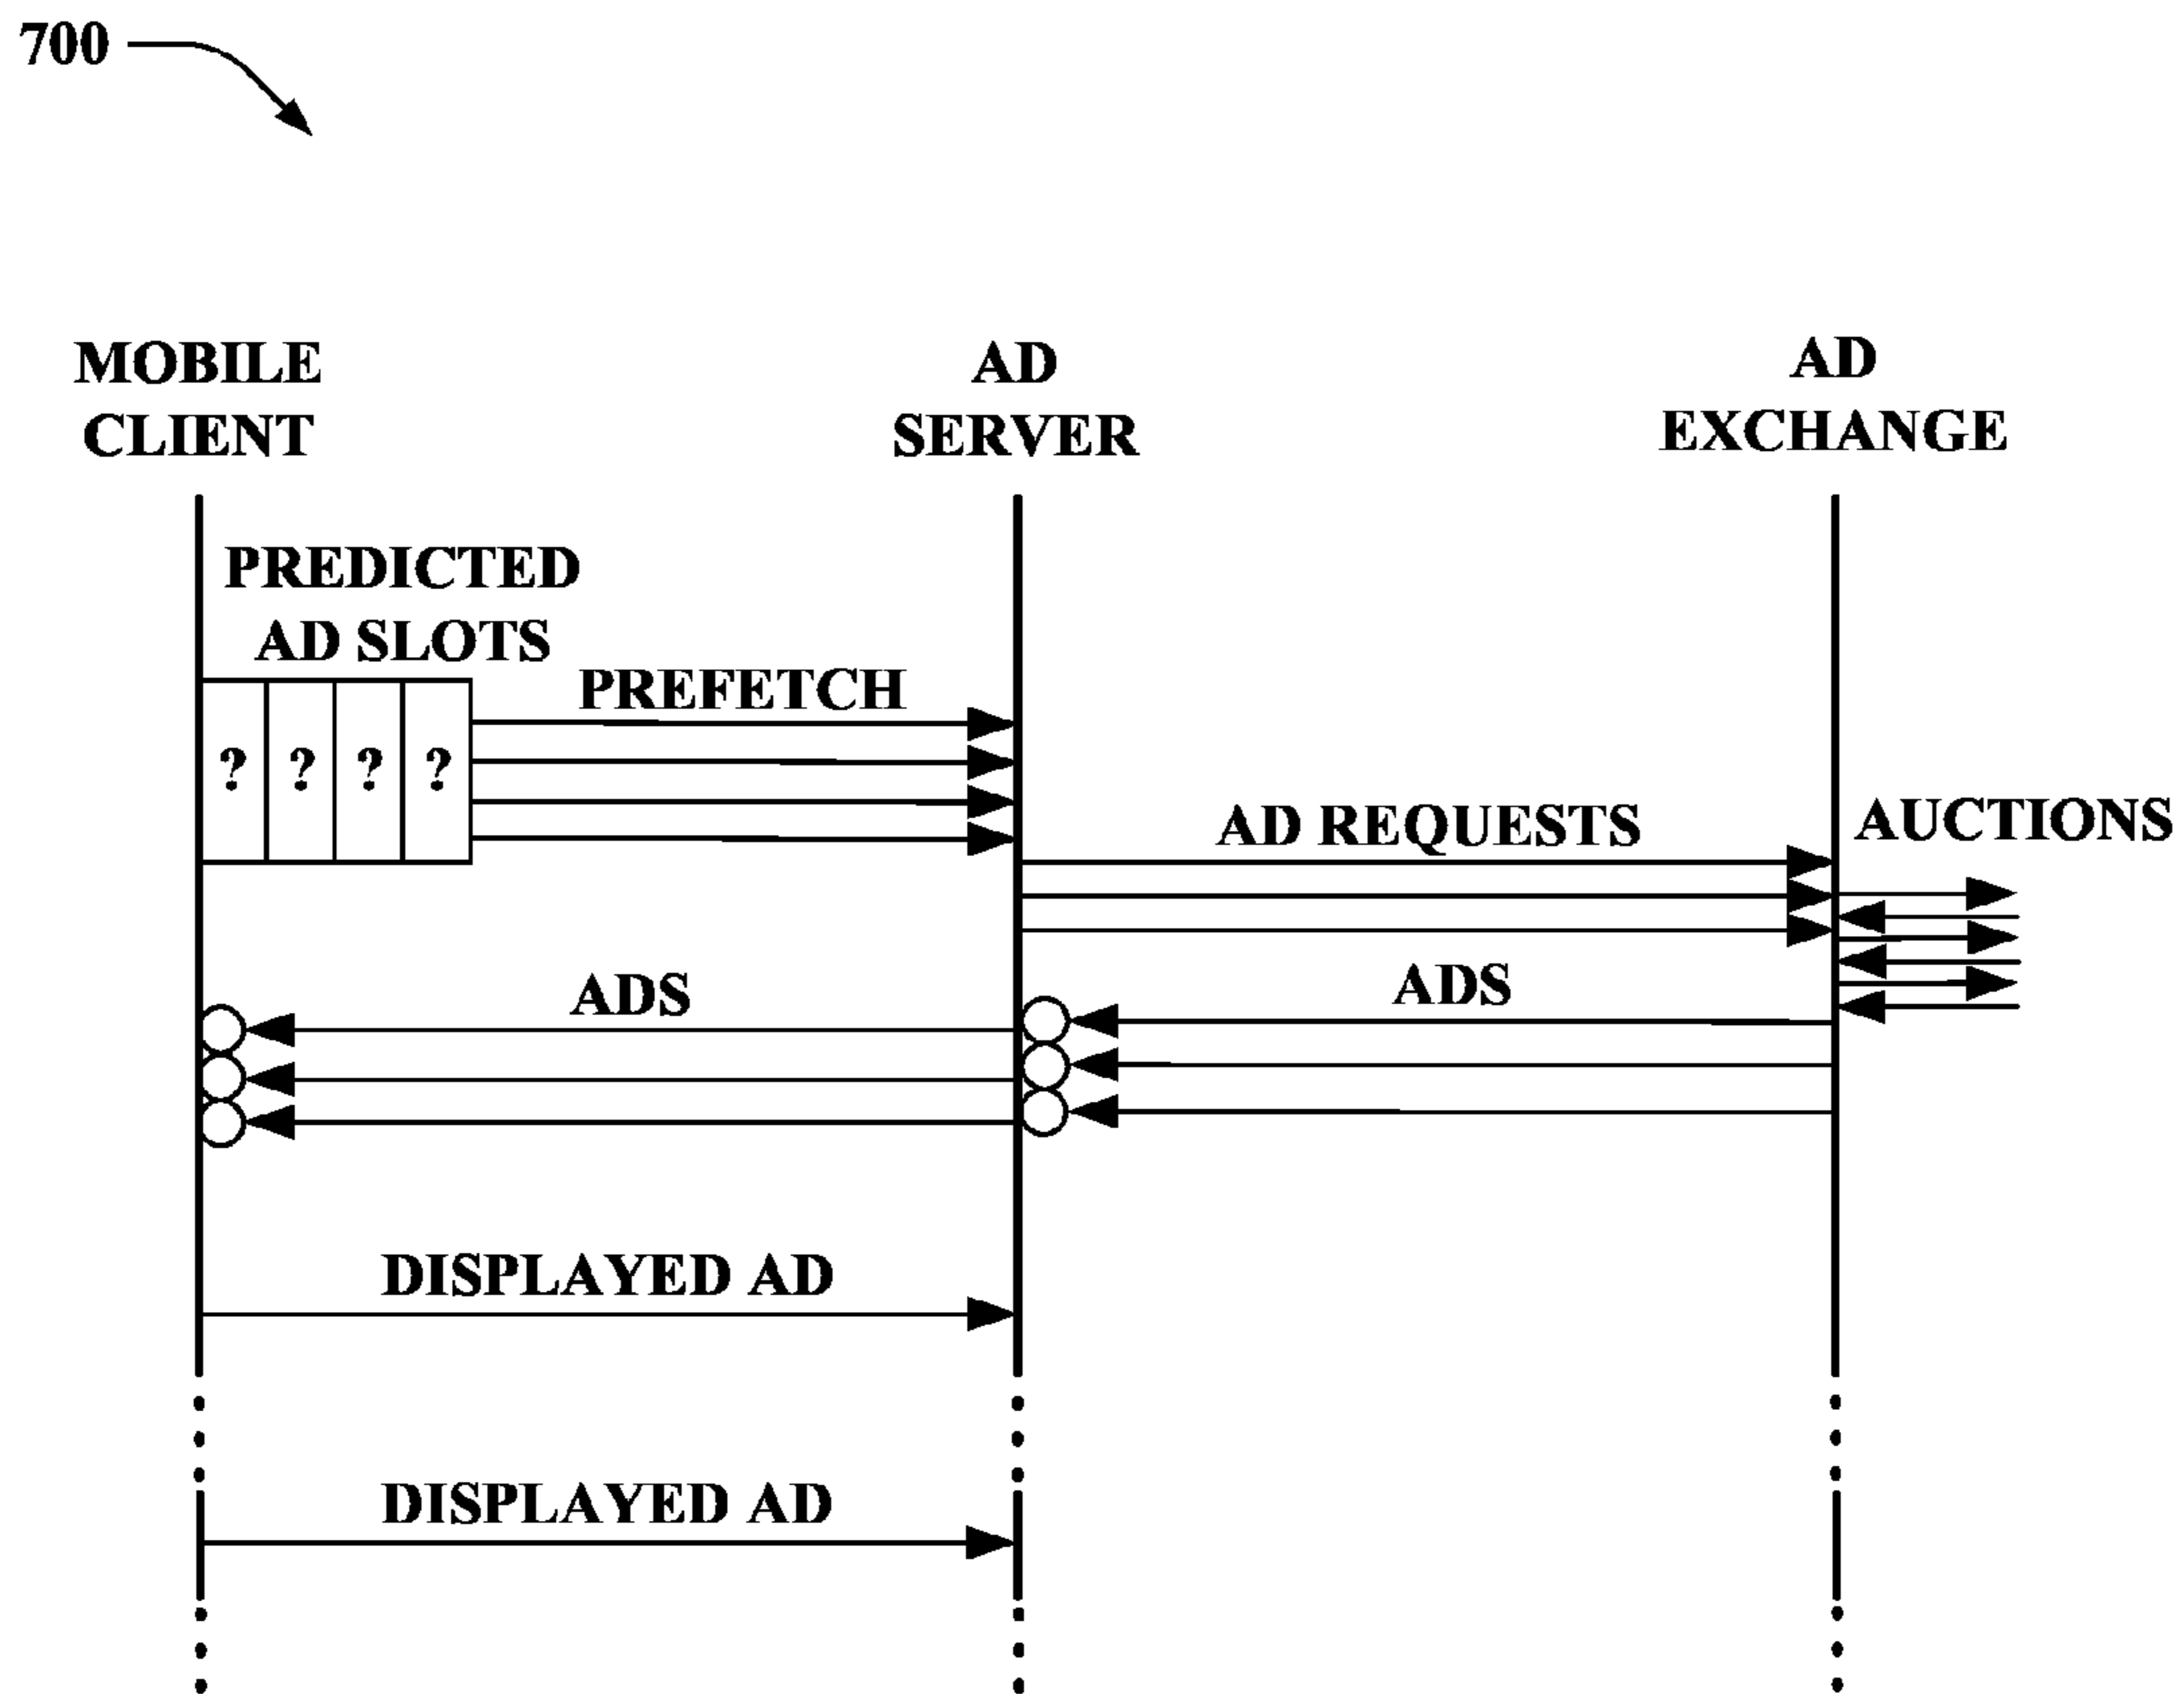 700
MOBILE
CLIENT
AD
SERVER
AD
EXCHANGE
PREDICTED
AD SLOTS
PREFETCH
? ? ? ?
AD REQUESTS
AUCTIONS
ADS
ADS
DISPLAYED AD
DISPLAYED AD